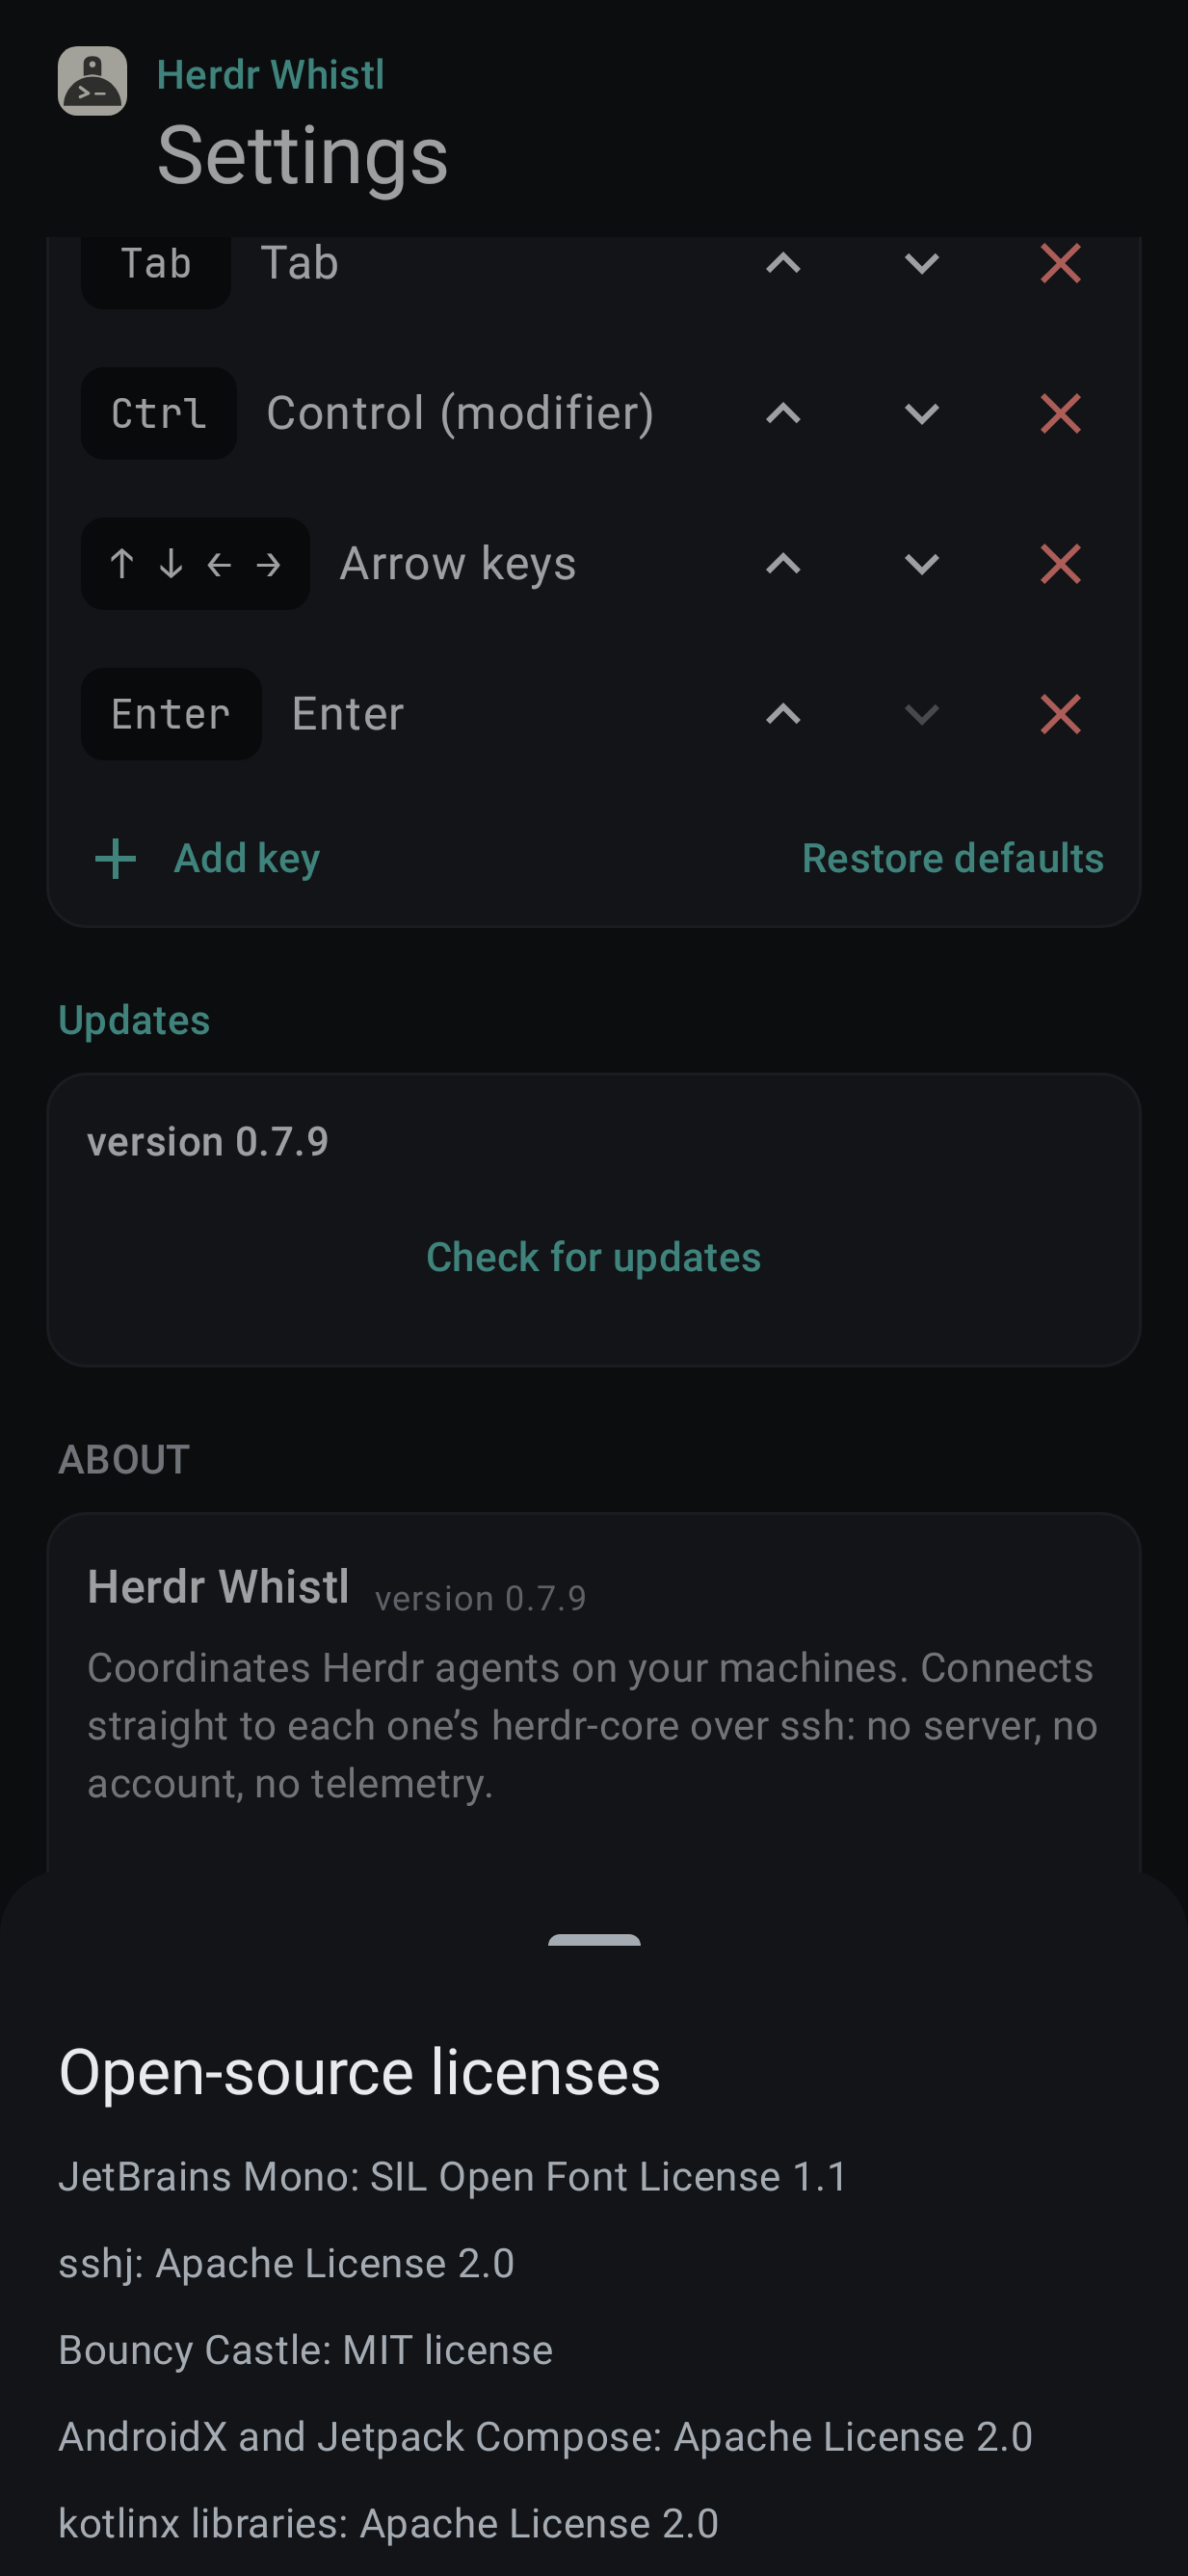 Herdr Whistl
Settings
Tab Tab
Ctrl Control (modifier)
↑ ↓ ← → Arrow keys
Enter Enter
Add key Restore defaults
Updates
version 0.7.9
Check for updates
ABOUT
Herdr Whistl version 0.7.9
Coordinates Herdr agents on your machines. Connects
straight to each one’s herdr-core over ssh: no server, no
account, no telemetry.
Open-source licenses
JetBrains Mono: SIL Open Font License 1.1
sshj: Apache License 2.0
Bouncy Castle: MIT license
AndroidX and Jetpack Compose: Apache License 2.0
kotlinx libraries: Apache License 2.0